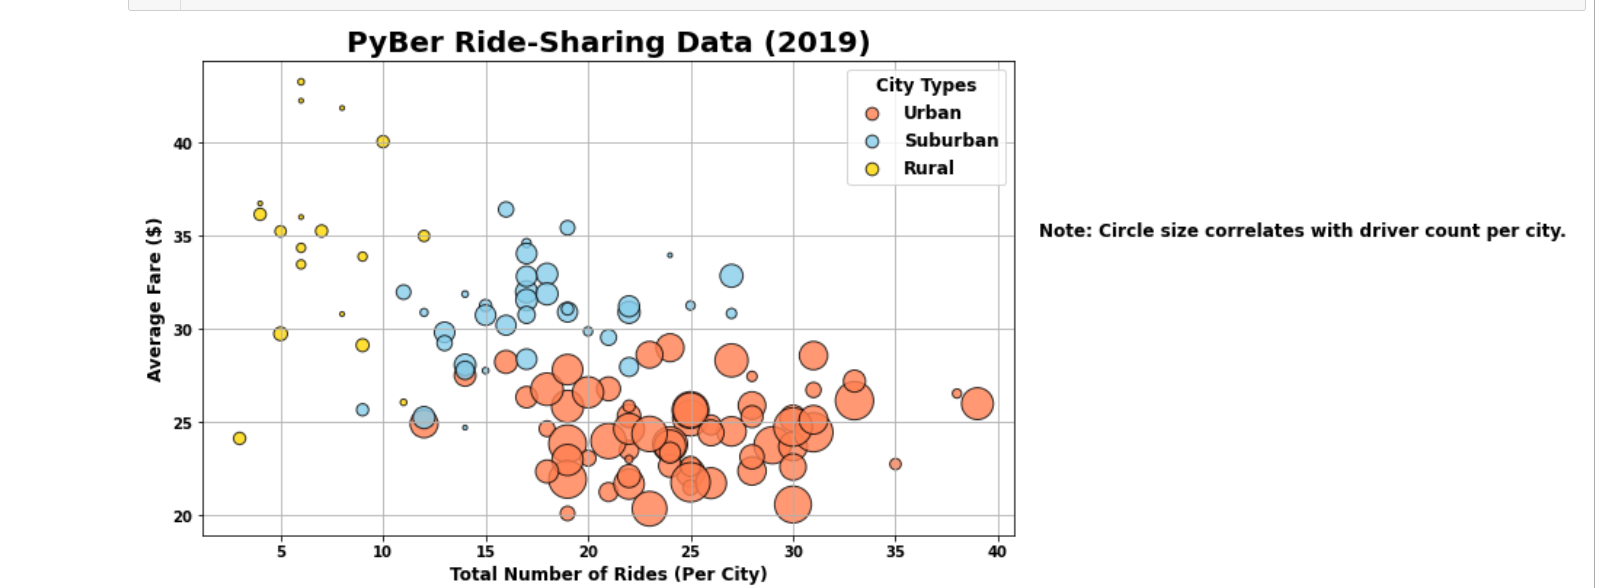 PyBer Ride-Sharing Data (2019)
City Types
Urban
Suburban
Rural
40
35
30
25
20
Average Fare ($)
5 10 15 20 25 30 35 40
Total Number of Rides (Per City)
Note: Circle size correlates with driver count per city.